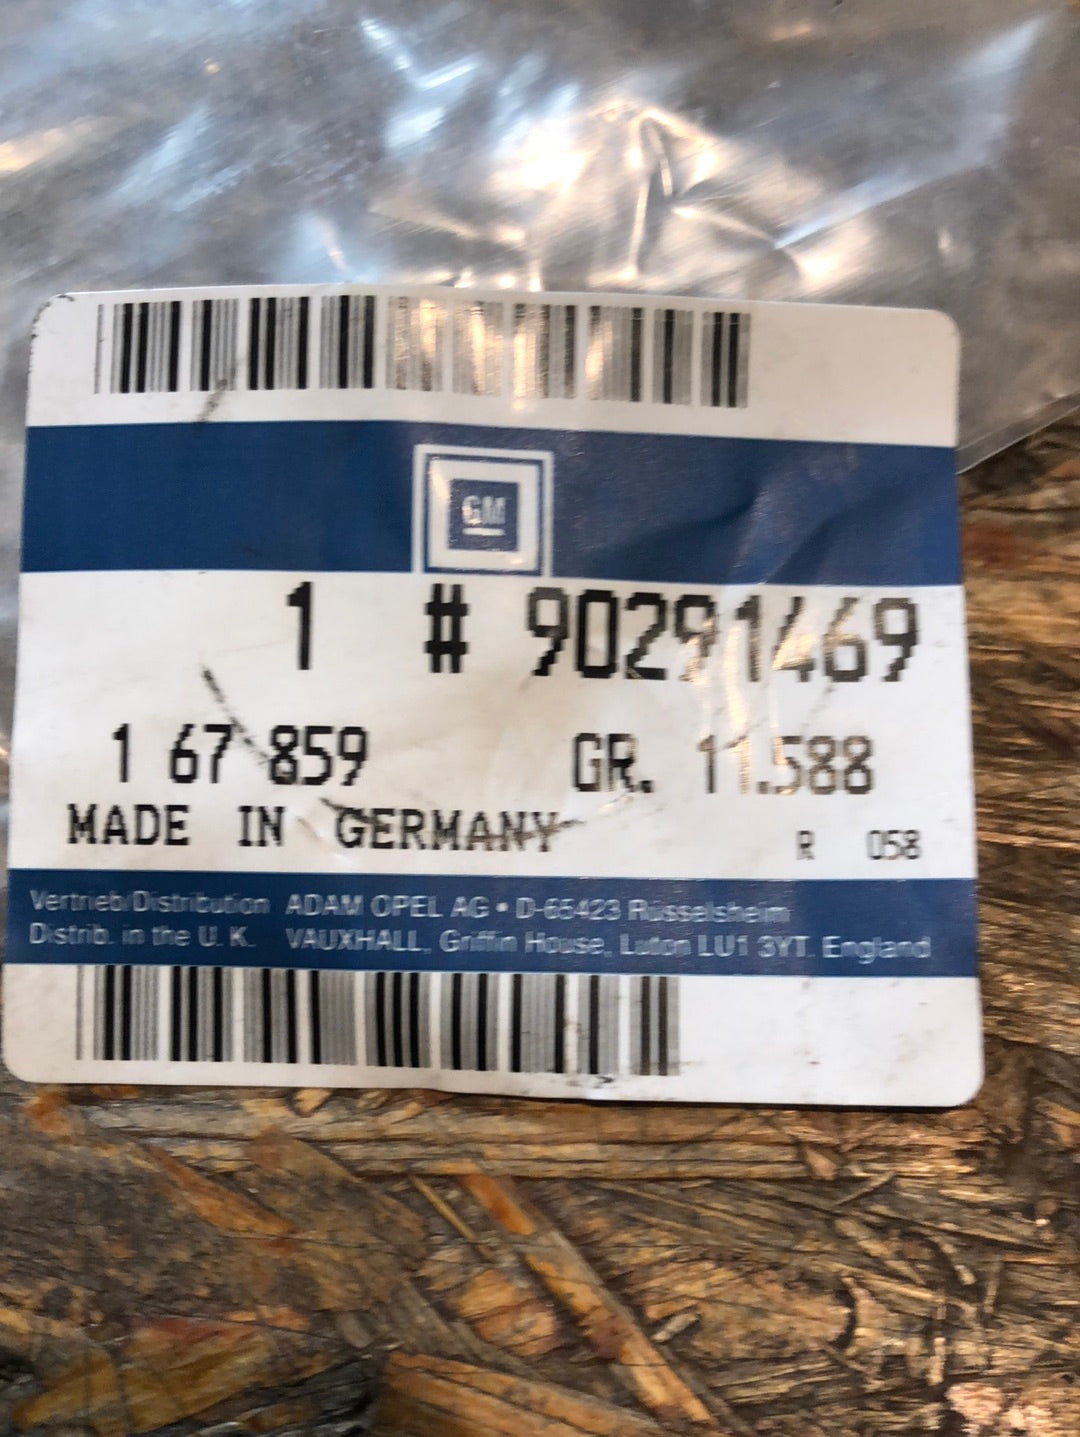 GM
1 # 90291469
1 67 859 GR. 11.588
MADE IN GERMANY
R 058
Vertrieb/Distribution ADAM OPEL AG • D-65423 Rüsselsheim
Distrib. in the U. K. VAUXHALL, Griffin House, Luton LU1 3YT. England